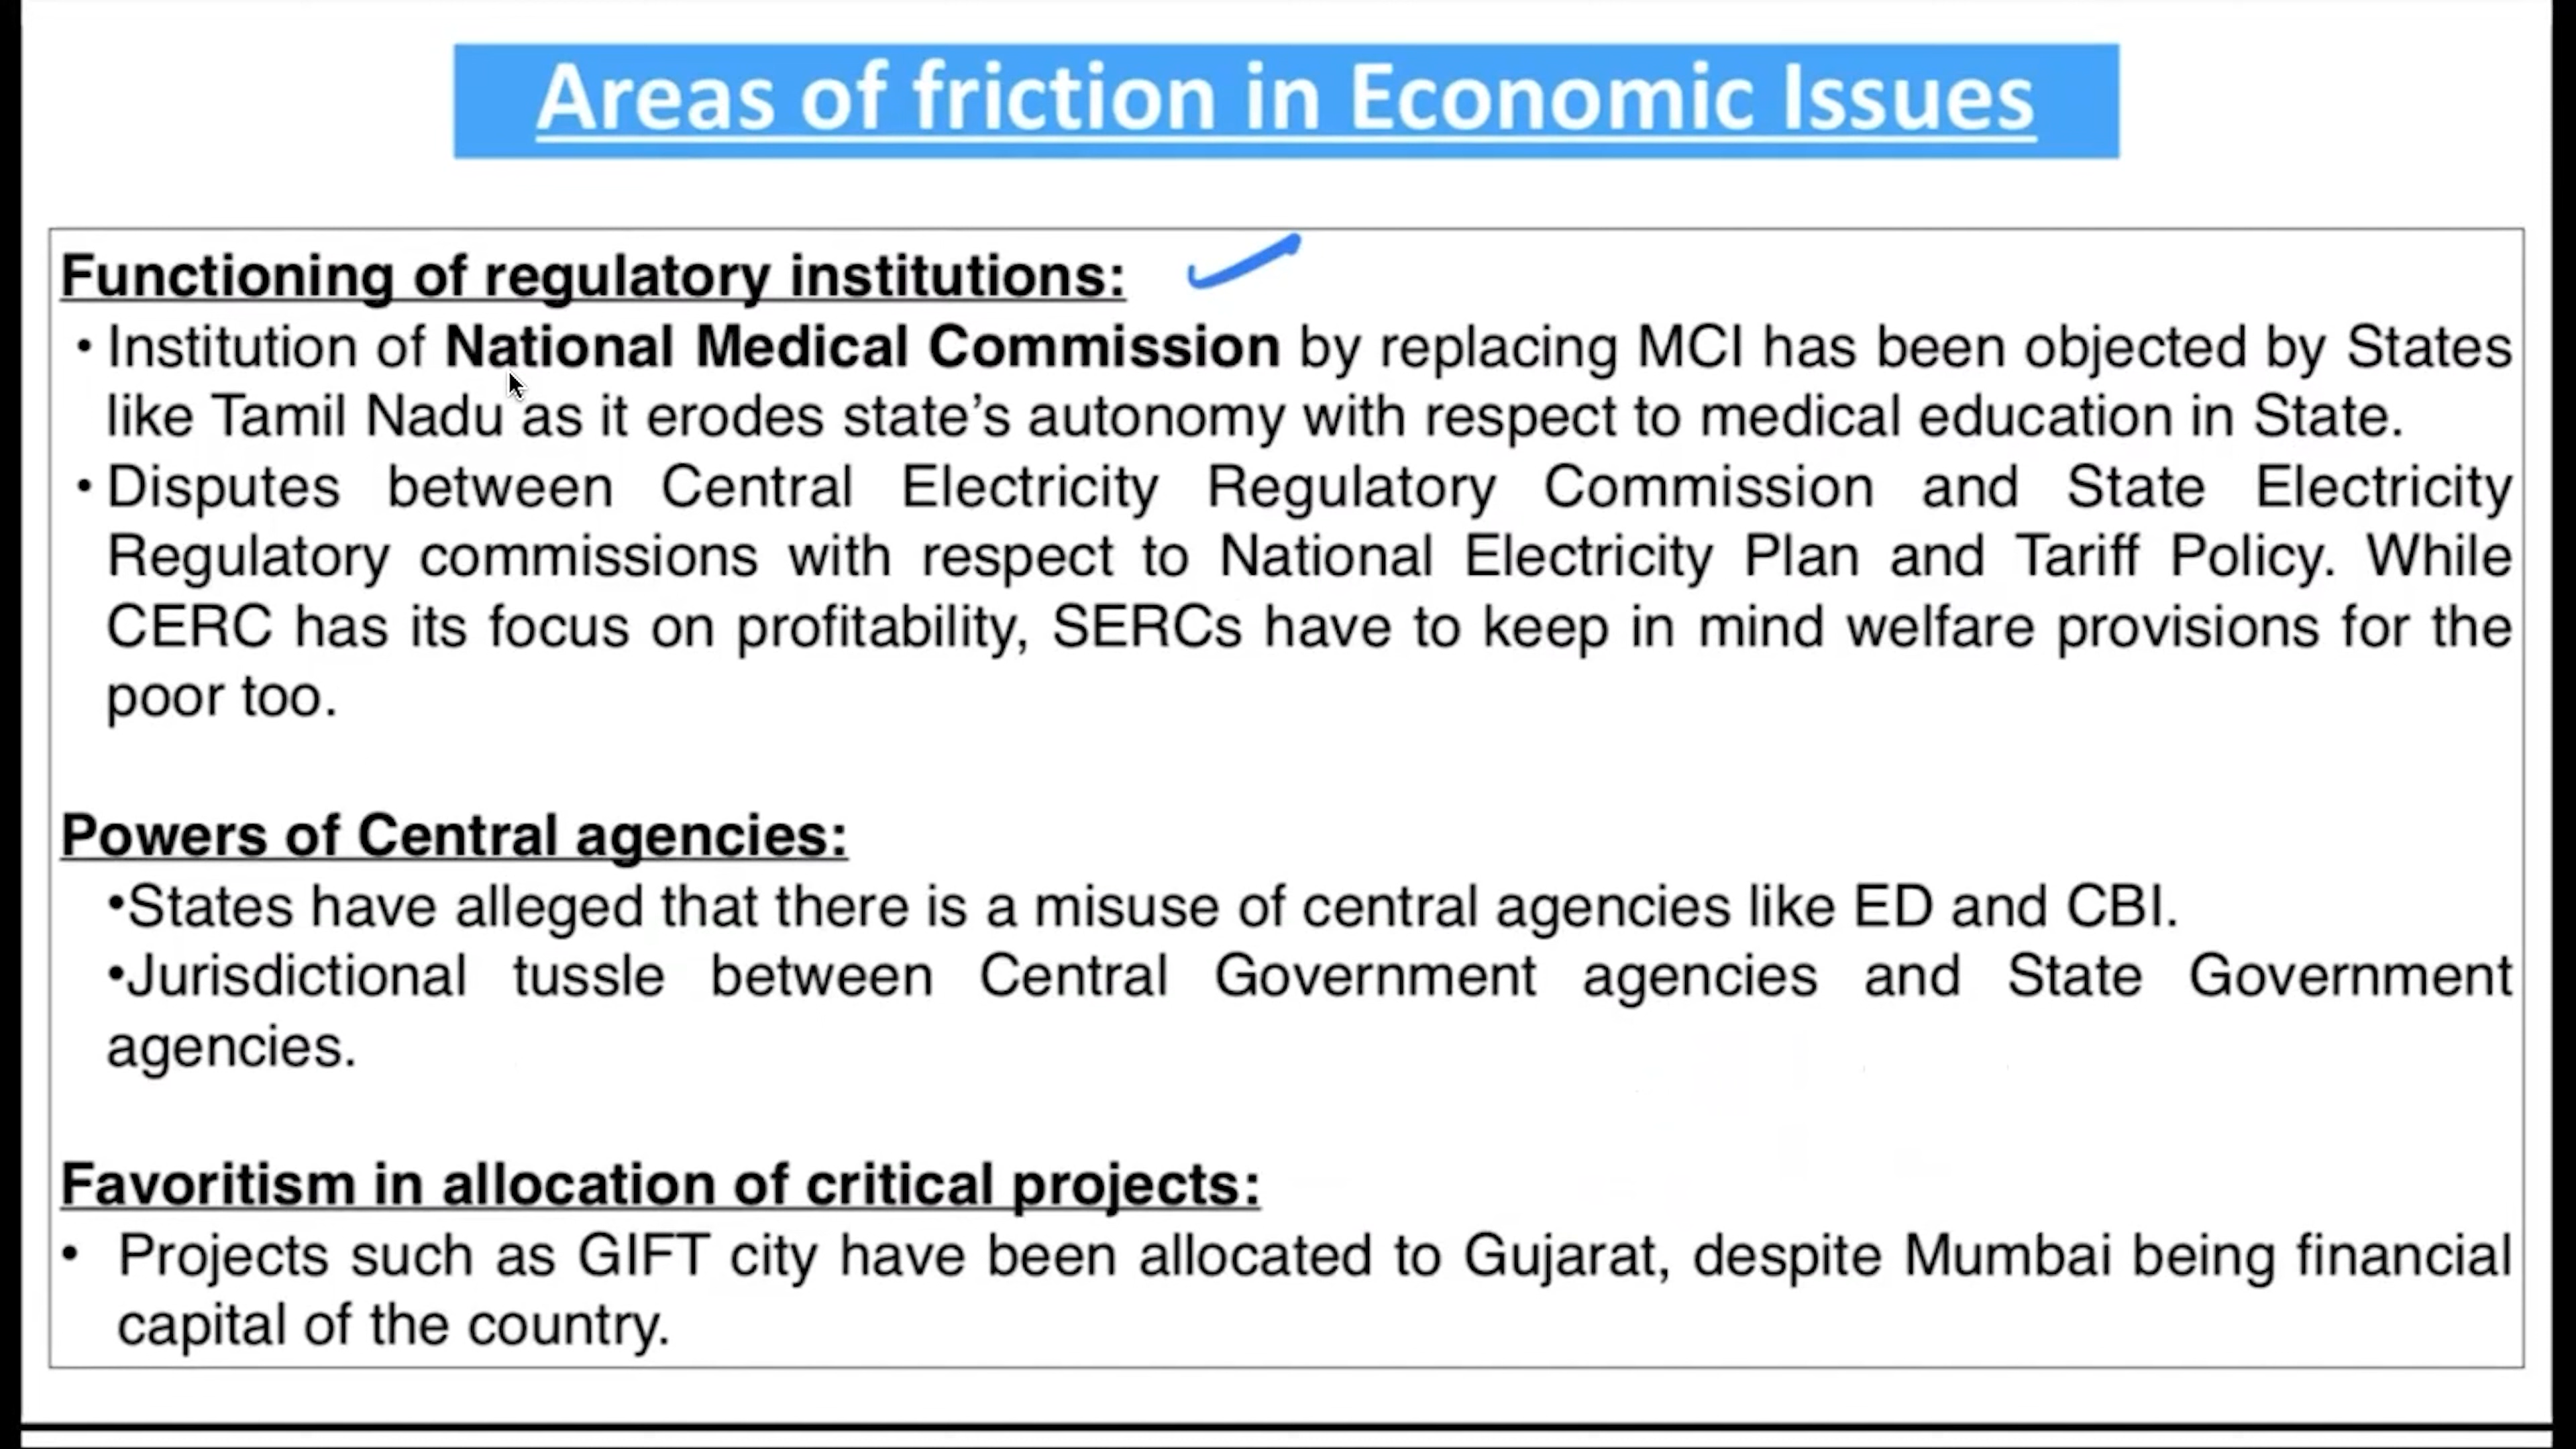 Areas of friction in Economic Issues
Functioning of regulatory institutions:
• Institution of National Medical Commission by replacing MCI has been objected by States
like Tamil Nadu as it erodes state’s autonomy with respect to medical education in State.
• Disputes between Central Electricity Regulatory Commission and State Electricity
Regulatory commissions with respect to National Electricity Plan and Tariff Policy. While
CERC has its focus on profitability, SERCs have to keep in mind welfare provisions for the
poor too.
Powers of Central agencies:
•States have alleged that there is a misuse of central agencies like ED and CBI.
•Jurisdictional tussle between Central Government agencies and State Government
agencies.
Favoritism in allocation of critical projects:
• Projects such as GIFT city have been allocated to Gujarat, despite Mumbai being financial
capital of the country.